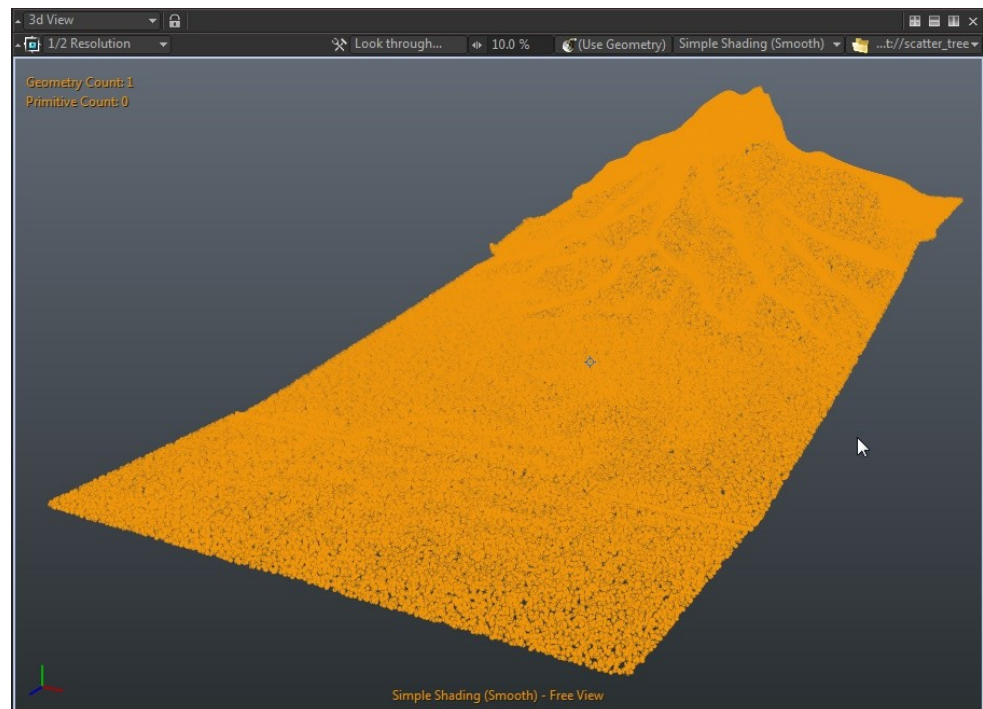 3d View
1/2 Resolution
Look through...
10.0 %
(Use Geometry)
Simple Shading (Smooth)
...t://scatter_tree
Geometry Count: 1
Primitive Count: 0
Simple Shading (Smooth) - Free View